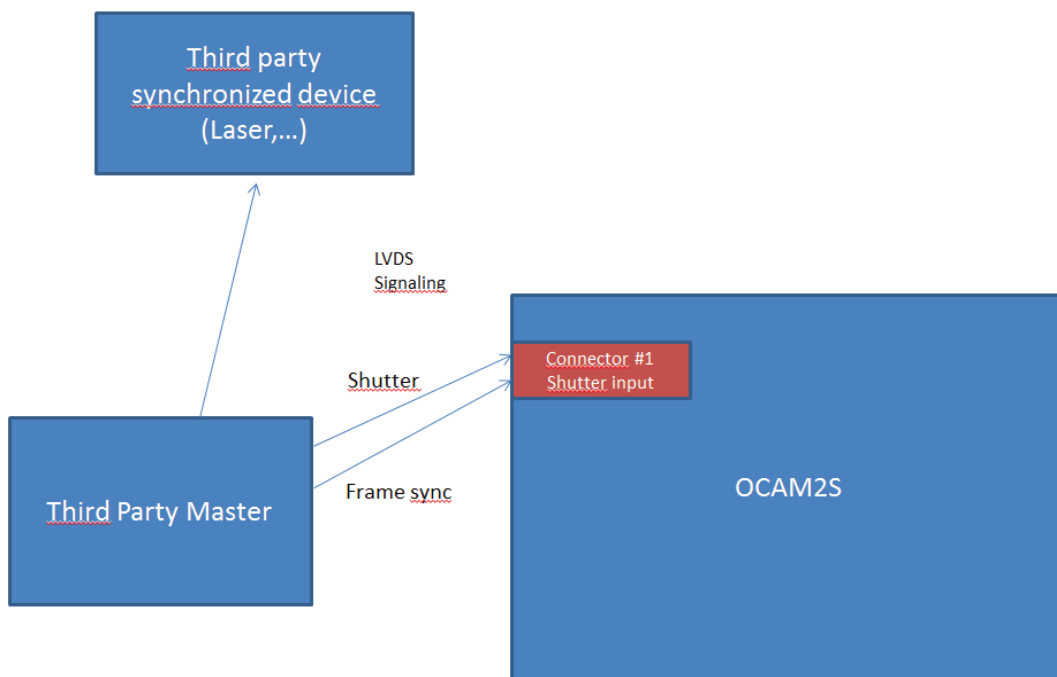 Third party
synchronized device
(Laser,...)
LVDS
Signaling
Connector #1
Shutter input
Shutter
OCAM2S
Third Party Master
Frame sync